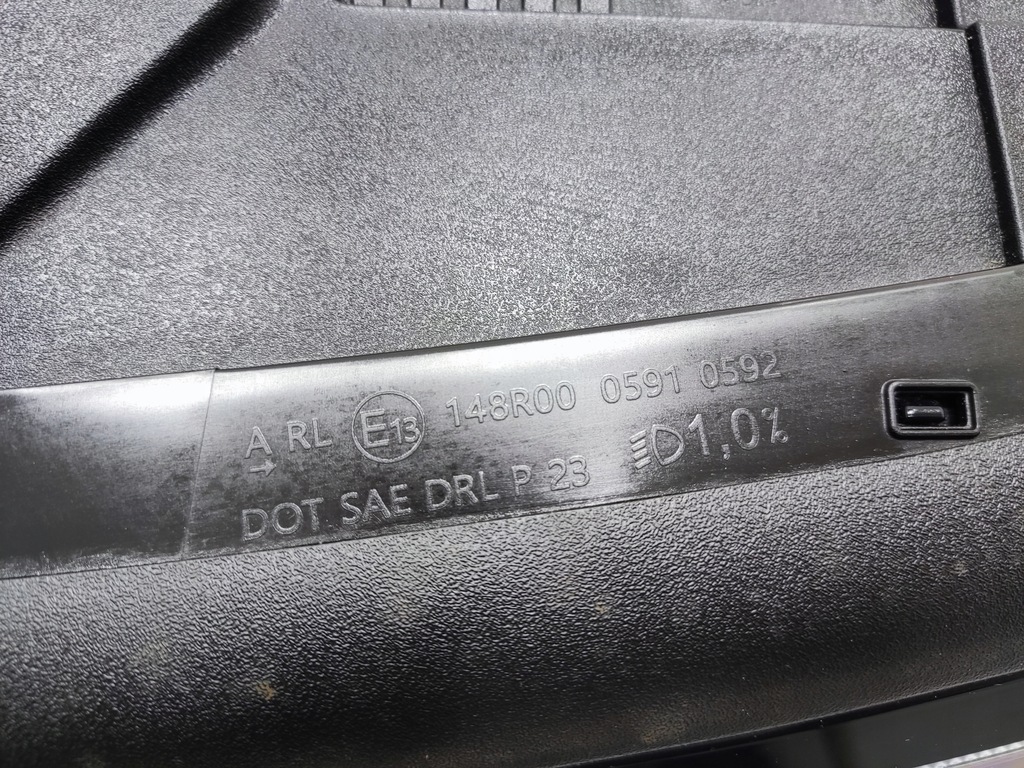 A RL E13 148R00 0591 0592
→
DOT SAE DRL P 23 1,0%